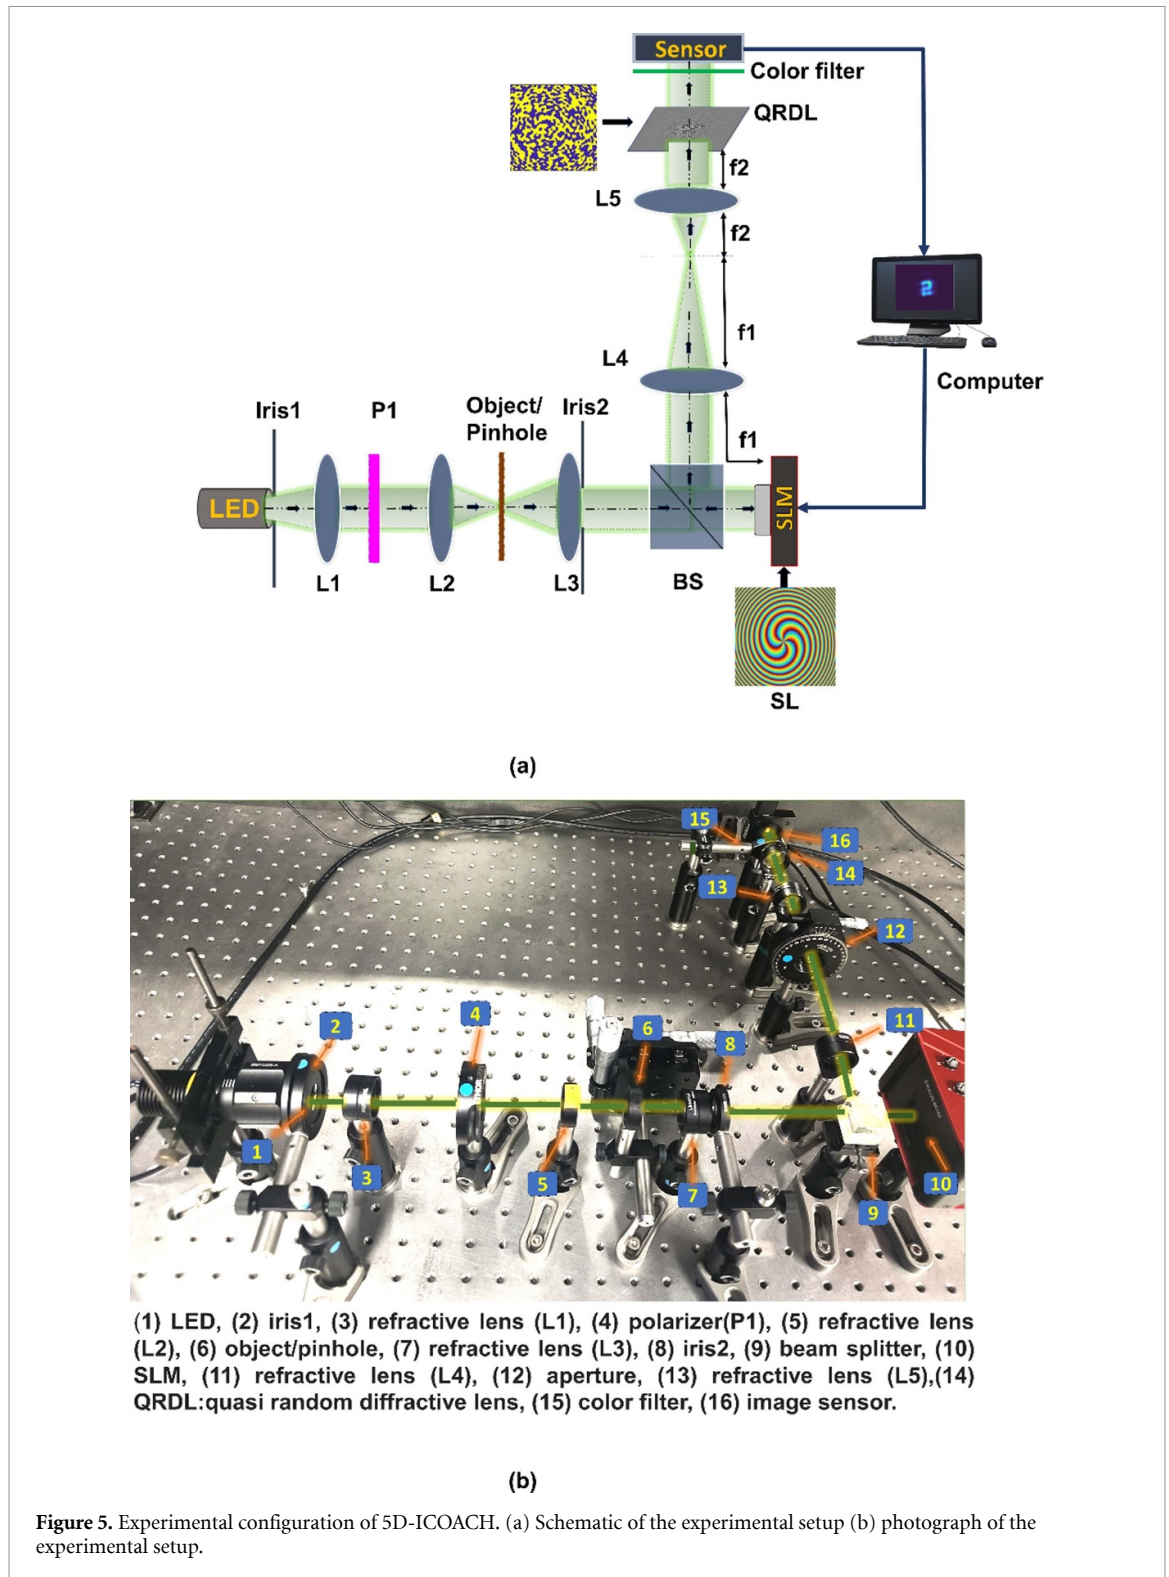 Sensor
Color filter
QRDL
f2
L5
f2
f1
L4
Computer
Iris1
P1
Object/
Pinhole
Iris2
f1
LED
SLM
L1
L2
L3
BS
SL
(a)
15
16
14
13
12
11
4
6
8
2
1
3
5
7
9
10
(1) LED, (2) iris1, (3) refractive lens (L1), (4) polarizer(P1), (5) refractive lens
(L2), (6) object/pinhole, (7) refractive lens (L3), (8) iris2, (9) beam splitter, (10)
SLM, (11) refractive lens (L4), (12) aperture, (13) refractive lens (L5),(14)
QRDL:quasi random diffractive lens, (15) color filter, (16) image sensor.
(b)
Figure 5. Experimental configuration of 5D-ICOACH. (a) Schematic of the experimental setup (b) photograph of the
experimental setup.